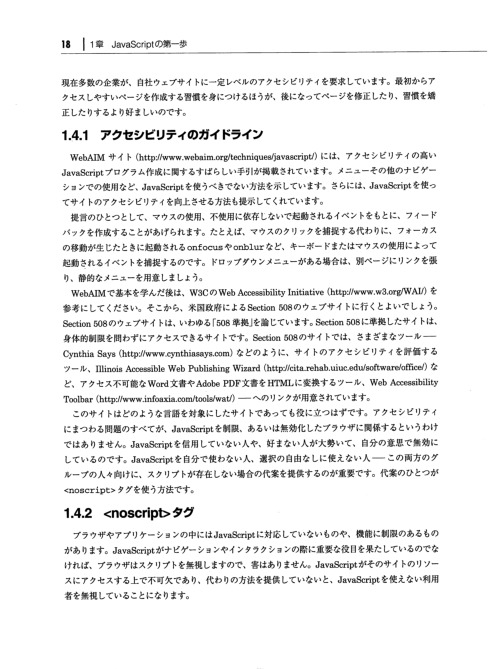 18 1章 JavaScriptの第一歩
現在多数の企業が、自社ウェブサイトに一定レベルのアクセシビリティを要求しています。最初からア
クセスしやすいページを作成する習慣を身につけるほうが、後になってページを修正したり、習慣を矯
正したりするより好ましいのです。
1.4.1 アクセシビリティのガイドライン
WebAIM サイト（http://www.webaim.org/techniques/javascript/）には、アクセシビリティの高い
JavaScriptプログラム作成に関するすばらしい手引が掲載されています。メニューその他のナビゲー
ションでの使用など、JavaScriptを使うべきでない方法を示しています。さらには、JavaScriptを使っ
てサイトのアクセシビリティを向上させる方法も提示してくれています。
提言のひとつとして、マウスの使用、不使用に依存しないで起動されるイベントをもとに、フィード
バックを作成することがあげられます。たとえば、マウスのクリックを捕捉する代わりに、フォーカス
の移動が生じたときに起動されるonfocusやonblurなど、キーボードまたはマウスの使用によって
起動されるイベントを捕捉するのです。ドロップダウンメニューがある場合は、別ページにリンクを張
り、静的なメニューを用意しましょう。
WebAIMで基本を学んだ後は、W3CのWeb Accessibility Initiative（http://www.w3.org/WAI/）を
参考にしてください。そこから、米国政府によるSection 508のウェブサイトに行くとよいでしょう。
Section 508のウェブサイトは、いわゆる「508 準拠」を論じています。Section 508に準拠したサイトは、
身体的制限を問わずにアクセスできるサイトです。Section 508のサイトでは、さまざまなツール――
Cynthia Says（http://www.cynthiasays.com）などのように、サイトのアクセシビリティを評価する
ツール、Illinois Accessible Web Publishing Wizard（http://cita.rehab.uiuc.edu/software/office/）な
ど、アクセス不可能なWord文書やAdobe PDF文書をHTMLに変換するツール、Web Accessibility
Toolbar（http://www.infoaxia.com/tools/wat/）――へのリンクが用意されています。
このサイトはどのような言語を対象にしたサイトであっても役に立つはずです。アクセシビリティ
にまつわる問題のすべてが、JavaScriptを制限、あるいは無効化したブラウザに関係するというわけ
ではありません。JavaScriptを信用していない人や、好まない人が大勢いて、自分の意思で無効に
しているのです。JavaScriptを自分で使わない人、選択の自由なしに使えない人――この両方のグ
ループの人々向けに、スクリプトが存在しない場合の代案を提供するのが重要です。代案のひとつが
<noscript>タグを使う方法です。
1.4.2 <noscript>タグ
ブラウザやアプリケーションの中にはJavaScriptに対応していないものや、機能に制限のあるもの
があります。JavaScriptがナビゲーションやインタラクションの際に重要な役目を果たしているのでな
ければ、ブラウザはスクリプトを無視しますので、害はありません。JavaScriptがそのサイトのリソー
スにアクセスする上で不可欠であり、代わりの方法を提供していないと、JavaScriptを使えない利用
者を無視していることになります。